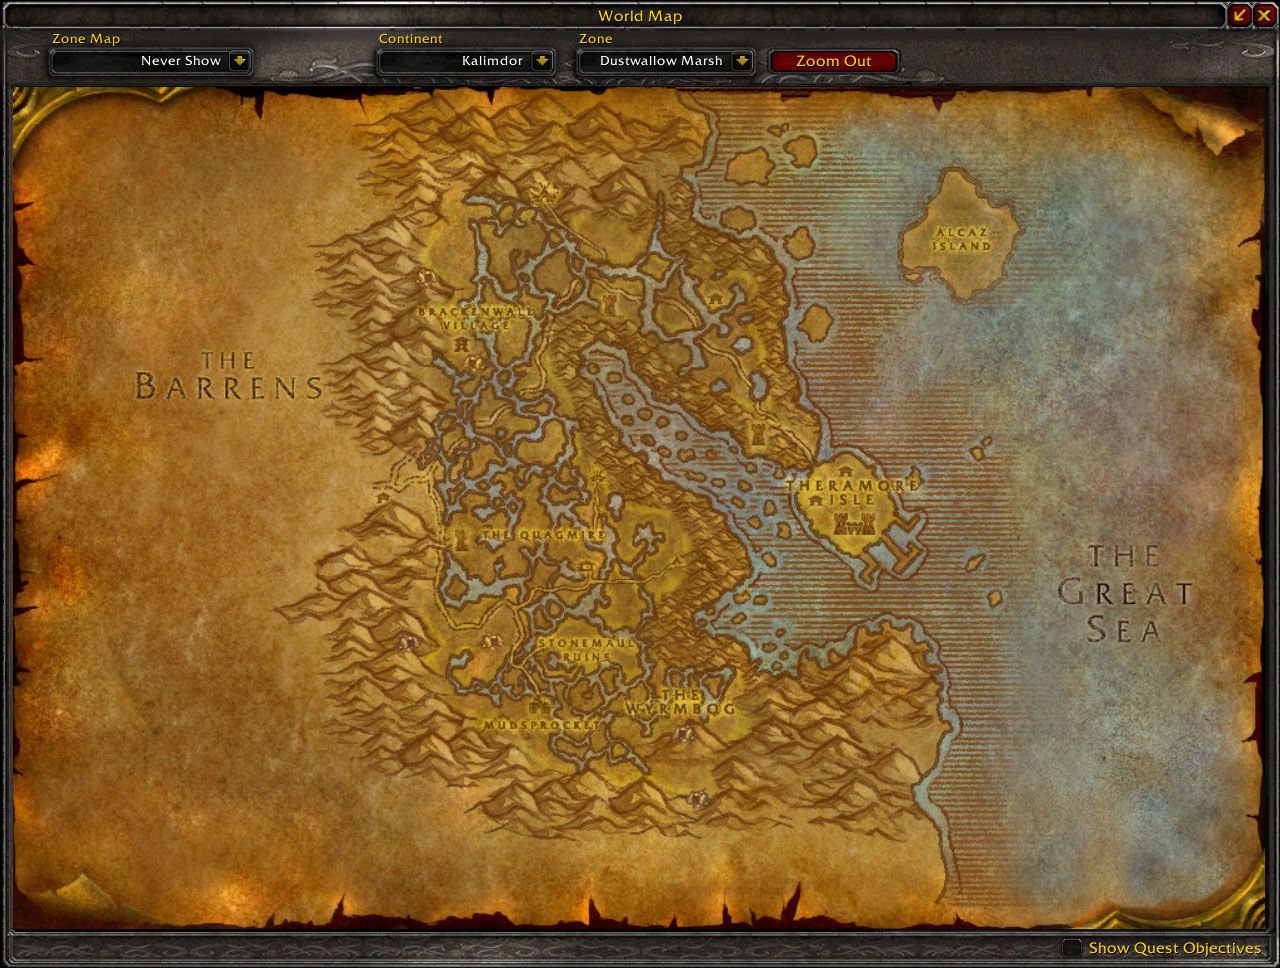 World Map
Zone Map
Continent
Zone
Never Show
Kalimdor
Dustwallow Marsh
Zoom Out
ALCAZ
ISLAND
BRACKENWALL
VILLAGE
THE
BARRENS
THERAMORE
ISLE
THE QUAGMIRE
THE
GREAT
SEA
STONEMAUL
RUINS
THE
WYRMBOG
MUDSPROCKET
Show Quest Objectives